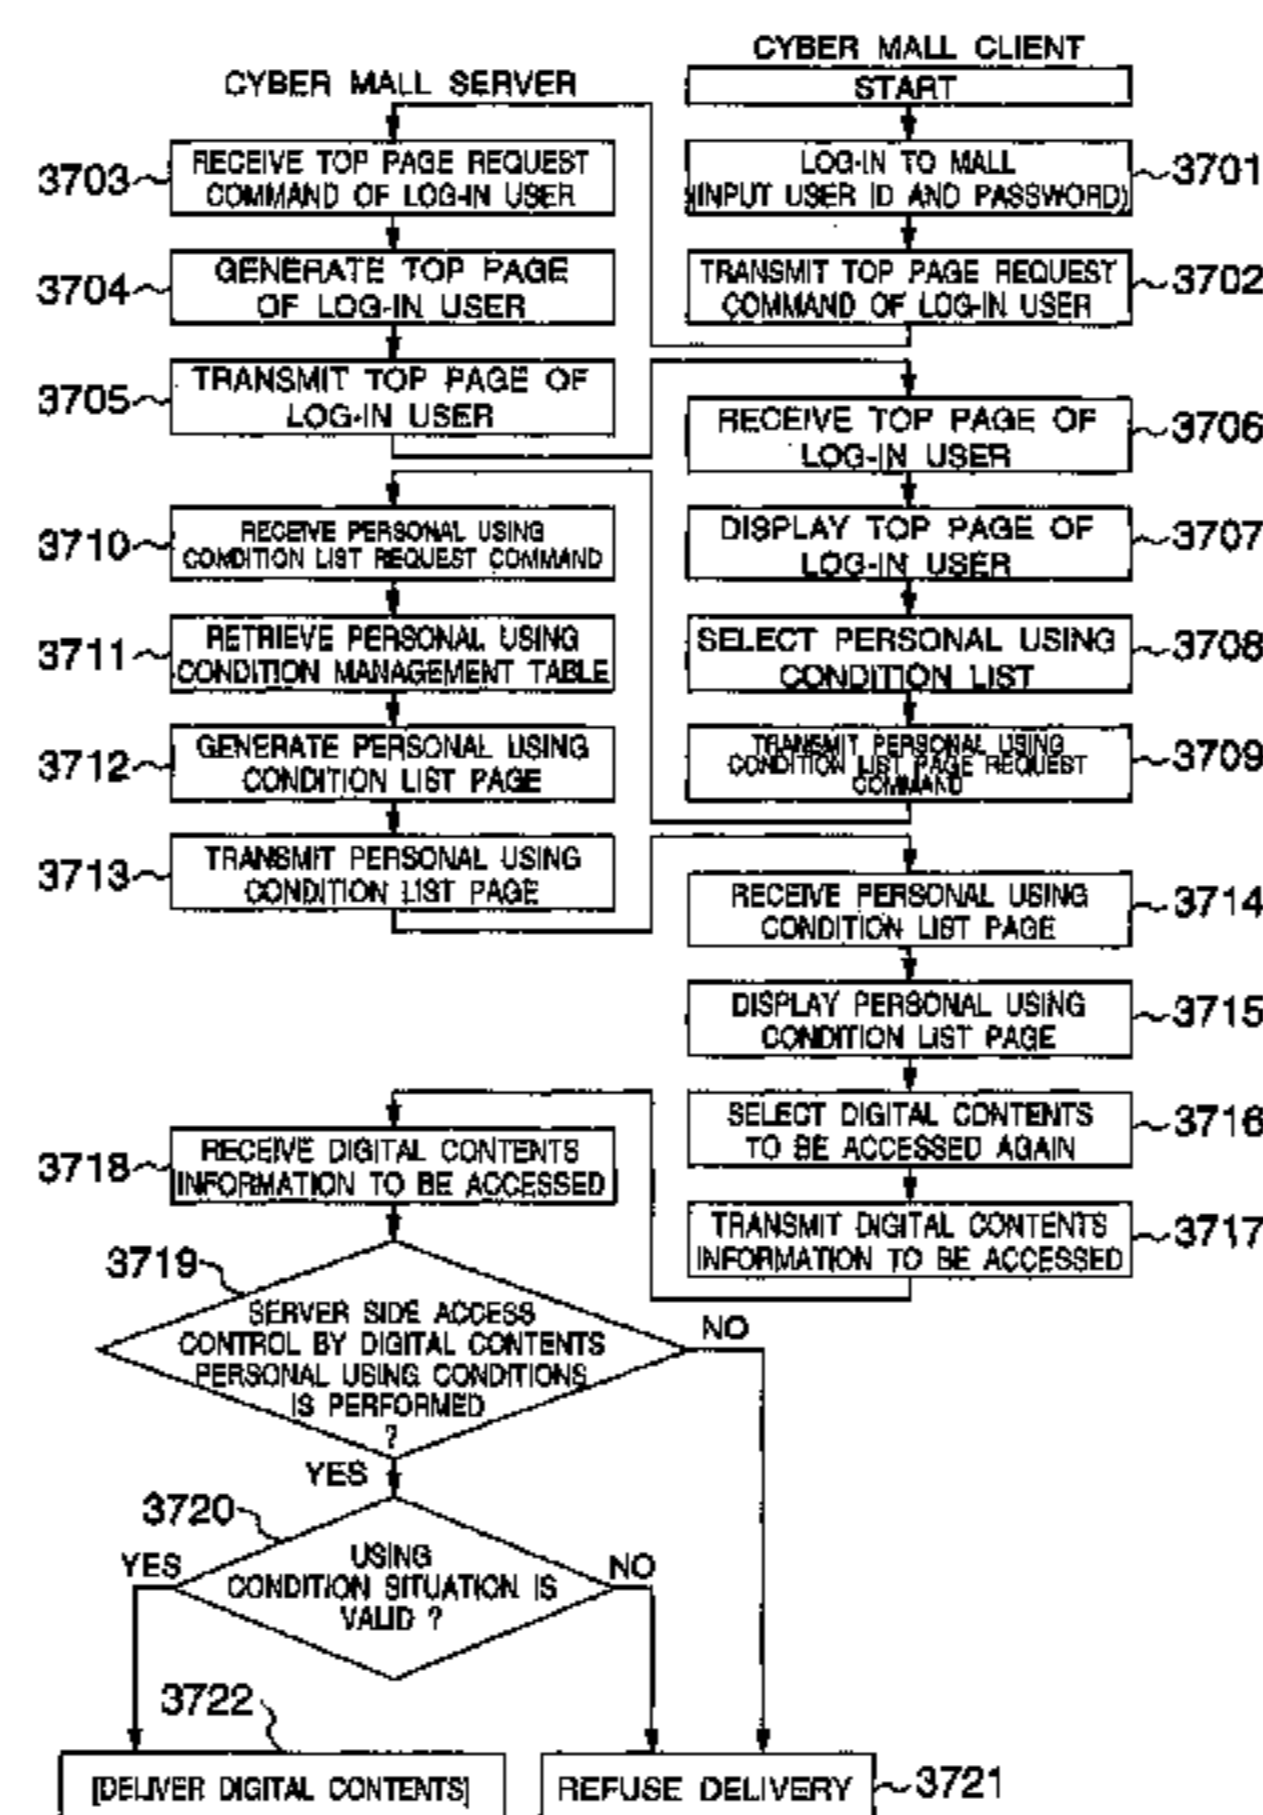 CYBER MALL CLIENT
START
CYBER MALL SERVER
3703
RECEIVE TOP PAGE REQUEST
COMMAND OF LOG-IN USER
LOG-IN TO MALL
(INPUT USER ID AND PASSWORD)
3701
3704
GENERATE TOP PAGE
OF LOG-IN USER
TRANSMIT TOP PAGE REQUEST
COMMAND OF LOG-IN USER
3702
3705
TRANSMIT TOP PAGE OF
LOG-IN USER
RECEIVE TOP PAGE OF
LOG-IN USER
3706
3710
RECEIVE PERSONAL USING
CONDITION LIST REQUEST COMMAND
DISPLAY TOP PAGE OF
LOG-IN USER
3707
3711
RETRIEVE PERSONAL USING
CONDITION MANAGEMENT TABLE
SELECT PERSONAL USING
CONDITION LIST
3708
3712
GENERATE PERSONAL USING
CONDITION LIST PAGE
TRANSMIT PERSONAL USING
CONDITION LIST PAGE REQUEST
COMMAND
3709
3713
TRANSMIT PERSONAL USING
CONDITION LIST PAGE
RECEIVE PERSONAL USING
CONDITION LIST PAGE
3714
DISPLAY PERSONAL USING
CONDITION LIST PAGE
3715
SELECT DIGITAL CONTENTS
TO BE ACCESSED AGAIN
3716
3718
RECEIVE DIGITAL CONTENTS
INFORMATION TO BE ACCESSED
TRANSMIT DIGITAL CONTENTS
INFORMATION TO BE ACCESSED
3717
3719
SERVER SIDE ACCESS
CONTROL BY DIGITAL CONTENTS
PERSONAL USING CONDITIONS
IS PERFORMED
?
NO
YES
3720
YES
USING
CONDITION SITUATION IS
VALID ?
NO
3722
[DELIVER DIGITAL CONTENTS]
REFUSE DELIVERY
3721